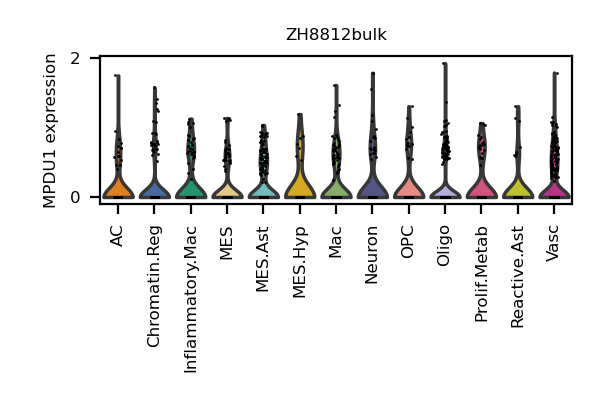 ZH8812bulk
MPDU1 expression
2
0
AC
Chromatin.Reg
Inflammatory.Mac
MES
MES.Ast
MES.Hyp
Mac
Neuron
OPC
Oligo
Prolif.Metab
Reactive.Ast
Vasc